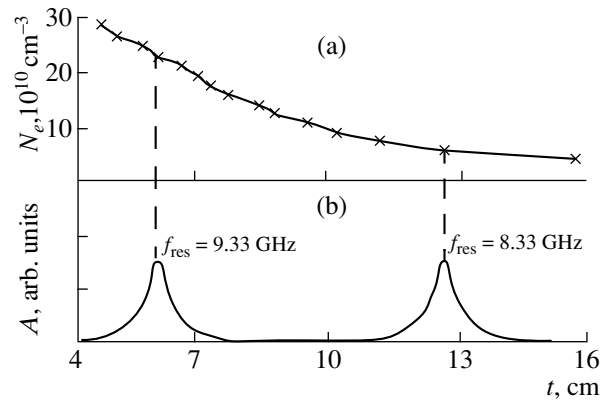 30
(a)
20
10
N_e, 10^10 cm^−3
(b)
f_res = 9.33 GHz
f_res = 8.33 GHz
A, arb. units
4 7 10 13 16
t, cm